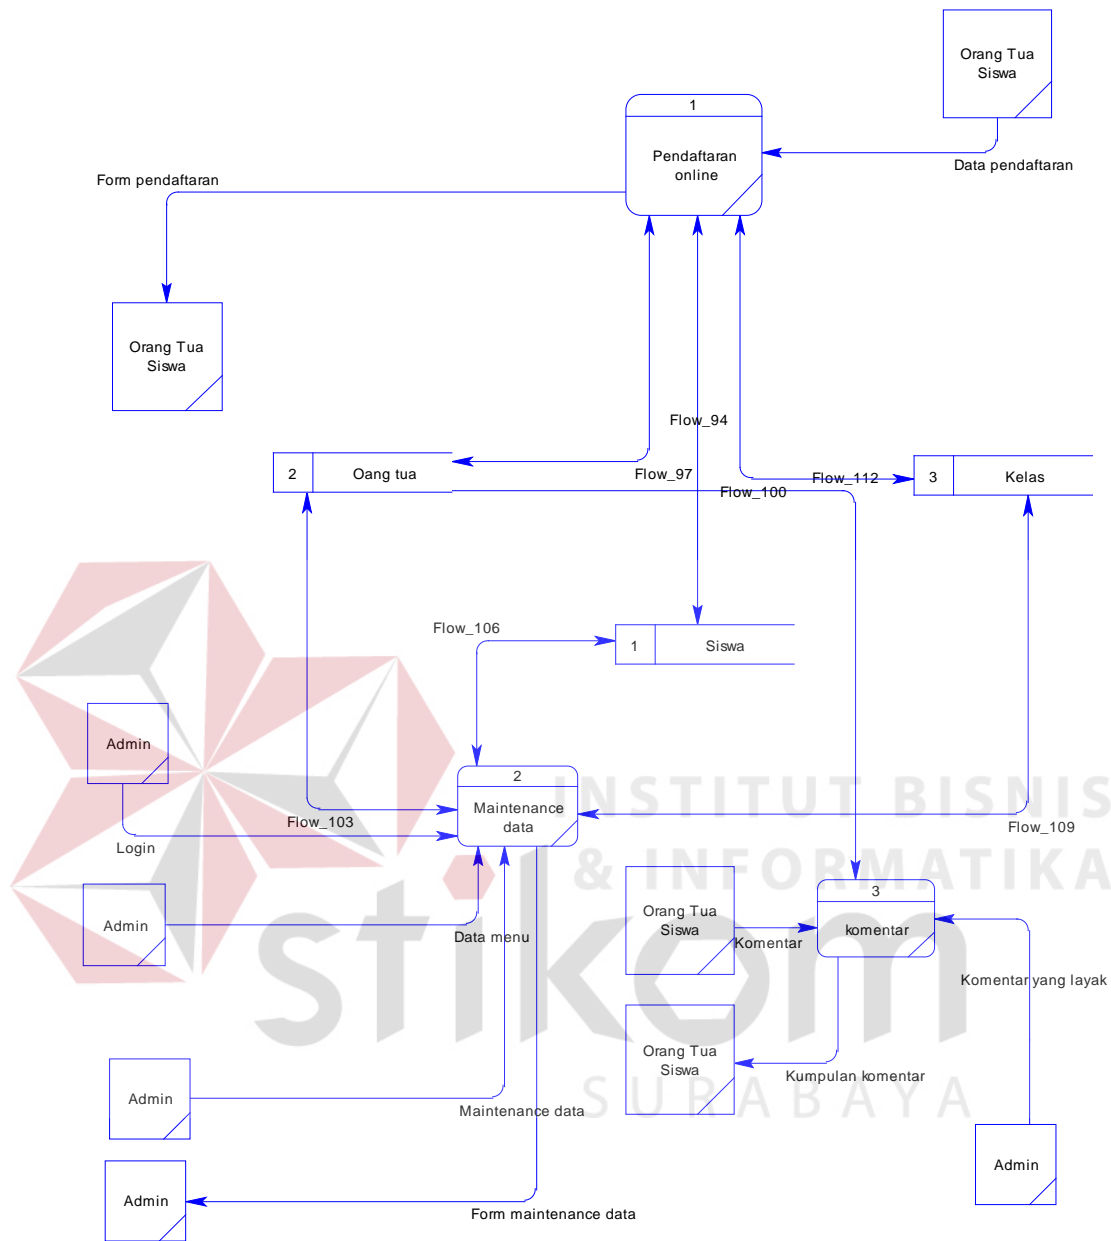 Orang Tua
Siswa
1
Pendaftaran
online
Data pendaftaran
Form pendaftaran
Orang Tua
Siswa
Flow_94
2
Oang tua
Flow_97
Flow_112
Flow_100
3
Kelas
Flow_106
1
Siswa
Admin
2
Maintenance
data
Flow_103
Flow_109
Login
INSTITUT BISNIS
& INFORMATIKA
stikom
SURABAYA
Admin
Data menu
Orang Tua
Siswa
Komentar
3
komentar
Komentar yang layak
Orang Tua
Siswa
Kumpulan komentar
Admin
Maintenance data
Admin
Admin
Form maintenance data